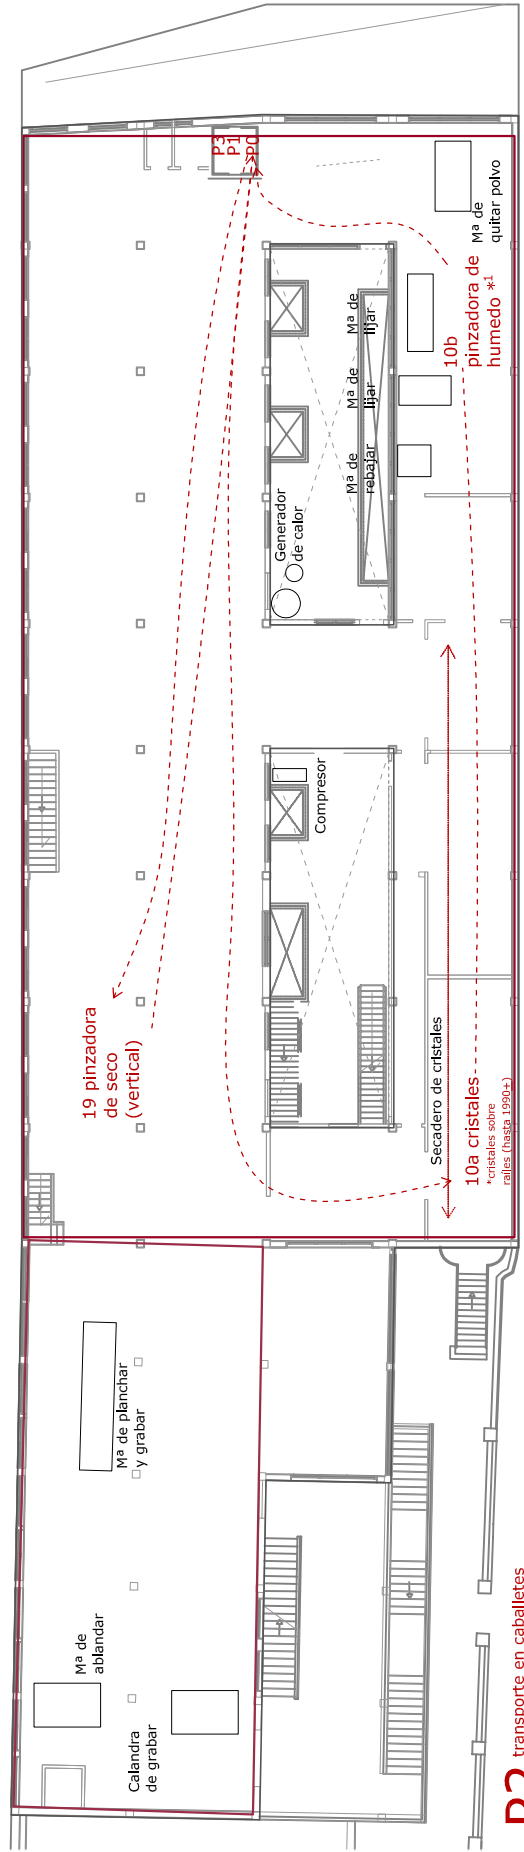 P3
P1
P0
Mª de
quitar polvo
10b
pinzadora de
humedo *1
Mª de
lijar
Mª de
lijar
Mª de
rebajar
Generador
de calor
Compresor
19 pinzadora
de seco
(vertical)
Secadero de cristales
10a cristales
*cristales sobre
raíles (hasta 1990+)
Mª de planchar
y grabar
Mª de
ablandar
Calandra
de grabar
P2 transporte en caballetes